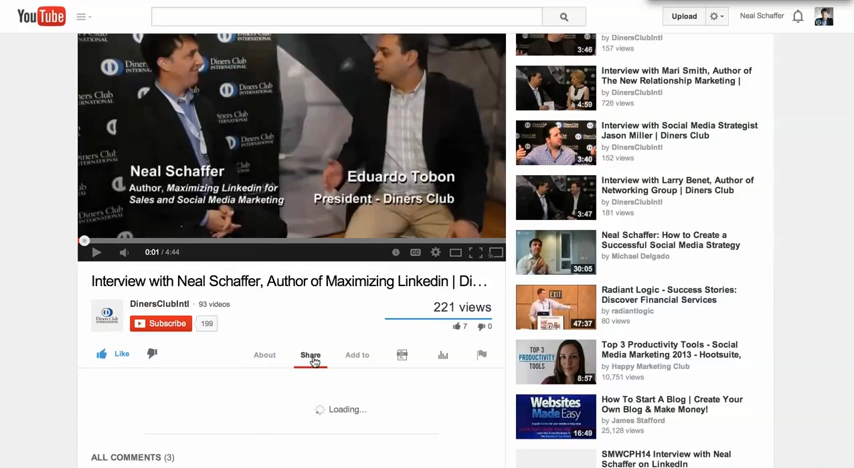 YouTube
Upload
Neal Schaffer
Diners Club
INTERNATIONAL
NEAL SCHAFFER
Author, Maximizing Linkedin for
Sales and Social Media Marketing
EDUARDO TOBON
President - Diners Club
0:01 / 4:44
Interview with Neal Schaffer, Author of Maximizing Linkedin | Di...
DinersClubIntl · 93 videos
Subscribe 199
221 views
7 0
Like
About Share Add to
Loading...
ALL COMMENTS (3)
by DinersClubIntl
157 views
3:46
Interview with Mari Smith, Author of
The New Relationship Marketing |
by DinersClubIntl
726 views
4:59
Interview with Social Media Strategist
Jason Miller | Diners Club
by DinersClubIntl
152 views
3:40
Interview with Larry Benet, Author of
Networking Group | Diners Club
by DinersClubIntl
181 views
3:47
Neal Schaffer: How to Create a
Successful Social Media Strategy
by Michael Delgado
30:05
Radiant Logic - Success Stories:
Discover Financial Services
by radiantlogic
80 views
EXIT
47:37
Top 3 Productivity Tools - Social
Media Marketing 2013 - Hootsuite,
by Happy Marketing Club
10,751 views
TOP 3
PRODUCTIVITY
TOOLS
8:57
How To Start A Blog | Create Your
Own Blog & Make Money!
by James Stafford
25,128 views
Websites
Made Easy
16:49
SMWCPH14 Interview with Neal
Schaffer on LinkedIn